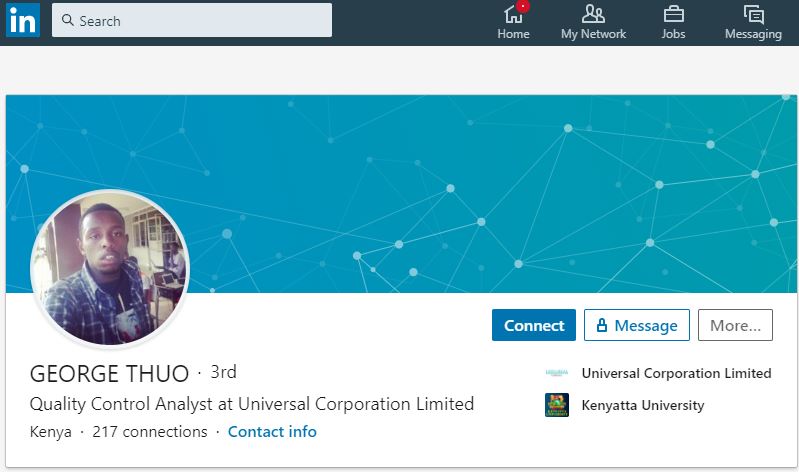 in Search
Home My Network Jobs Messaging
Connect Message More...
GEORGE THUO · 3rd
Quality Control Analyst at Universal Corporation Limited
Kenya · 217 connections · Contact info
Universal Corporation Limited
Kenyatta University